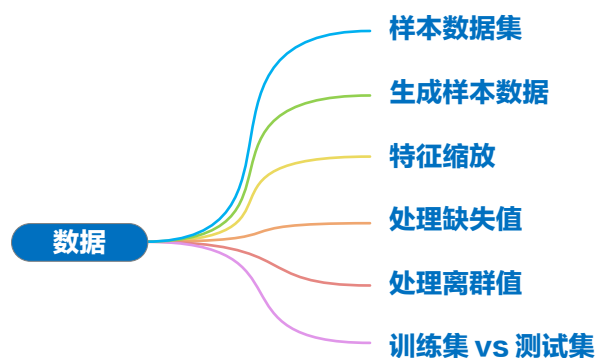 数据
样本数据集
生成样本数据
特征缩放
处理缺失值
处理离群值
训练集 vs 测试集